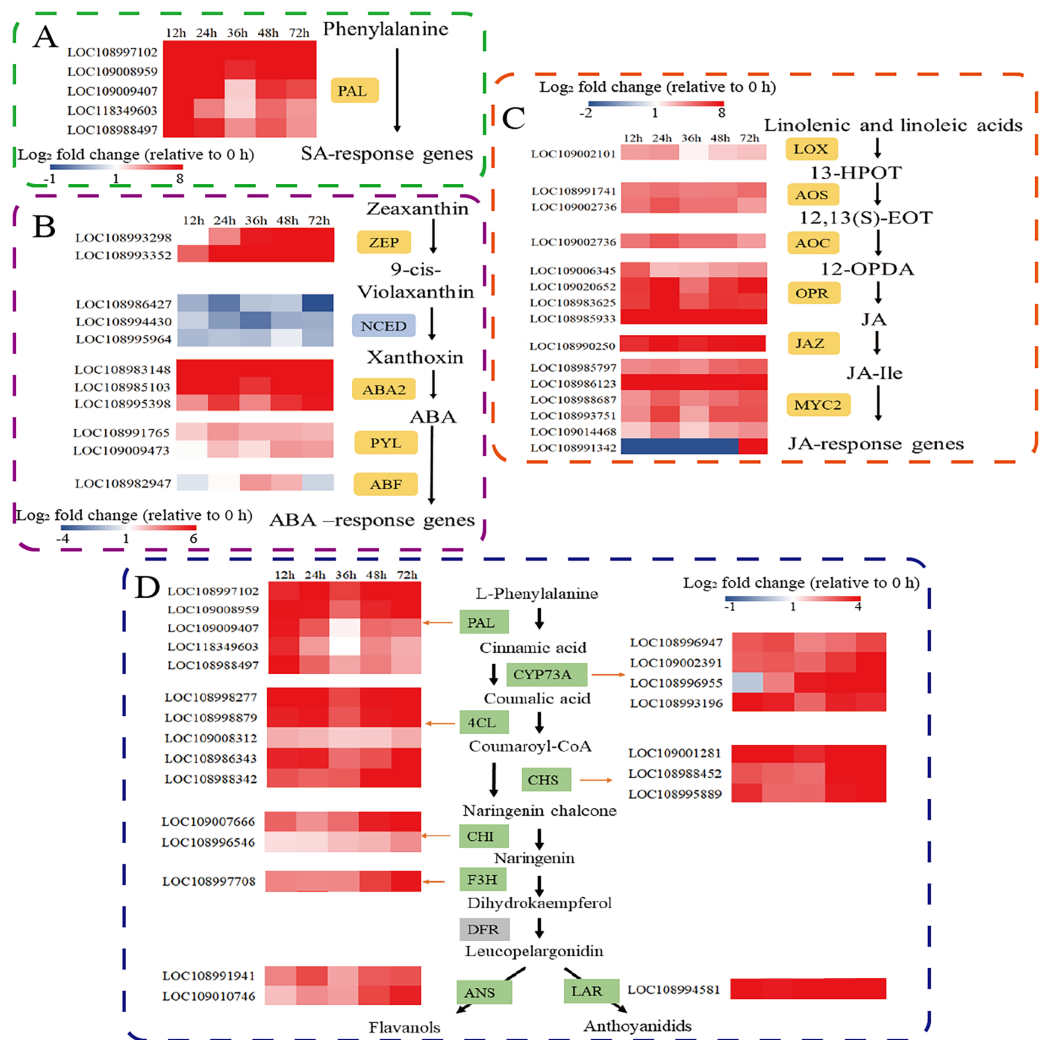 A
12h 24h 36h 48h 72h
Phenylalanine
LOC108997102
LOC108959
LOC109009407
PAL
LOC118349603
LOC108988497
SA-response genes
Log₂ fold change (relative to 0 h)
-1 1 8
B
Zeaxanthin
12h 24h 36h 48h 72h
LOC108993298
LOC108993352
ZEP
9-cis-
Violaxanthin
LOC108986427
LOC108994430
LOC108995964
NCED
Xanthoxin
LOC108983148
LOC108985103
LOC108995398
ABA2
ABA
LOC108991765
LOC109009473
PYL
LOC108982947
ABF
Log₂ fold change (relative to 0 h)
-4 1 6
ABA –response genes
C
Log₂ fold change (relative to 0 h)
-2 1 8
Linolenic and linoleic acids
12h 24h 36h 48h 72h
LOC109002101
LOX
13-HPOT
LOC108991741
LOC109002736
AOS
12,13(S)-EOT
LOC109002736
AOC
12-OPDA
LOC109006345
LOC109020652
LOC108983625
LOC108985933
OPR
JA
LOC108990250
JAZ
JA-Ile
LOC108985797
LOC108986123
LOC108988687
LOC108993751
LOC109014468
LOC108991342
MYC2
JA-response genes
D
12h 24h 36h 48h 72h
LOC108997102
LOC109008959
LOC109009407
LOC118349603
LOC108988497
L-Phenylalanine
PAL
Cinnamic acid
CYP73A
Log₂ fold change (relative to 0 h)
-1 1 4
LOC108996947
LOC109002391
LOC108996955
LOC108993196
Coumalic acid
LOC108998277
LOC108998879
LOC109008312
LOC108986343
LOC108988342
4CL
Coumaroyl-CoA
CHS
LOC109001281
LOC108988452
LOC108995889
Naringenin chalcone
LOC109007666
LOC108996546
CHI
Naringenin
LOC108997708
F3H
Dihydrokaempferol
DFR
Leucopelargonidin
LOC108991941
LOC109010746
ANS
LAR
LOC108994581
Flavanols
Anthoyanidids